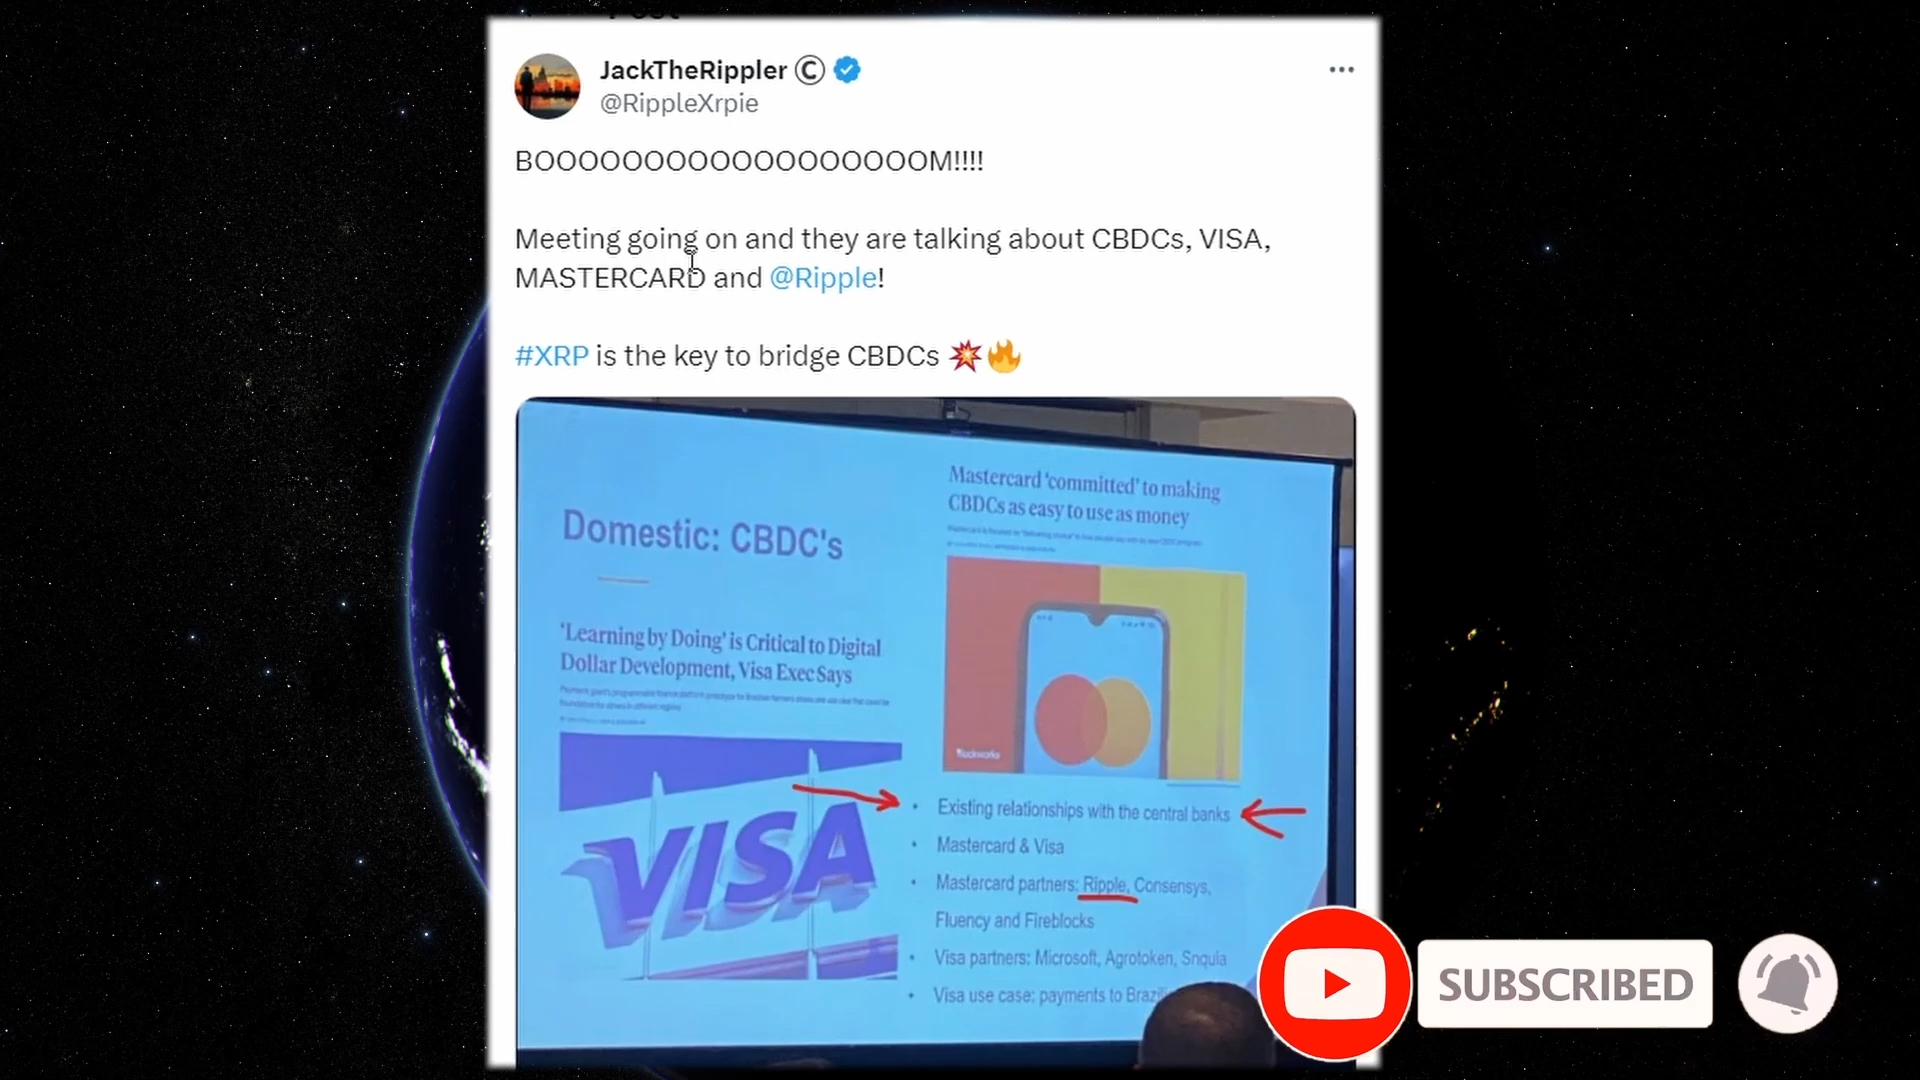 JackTheRippler ©
@RippleXrpie
BOOOOOOOOOOOOOOOOOOM!!!!
Meeting going on and they are talking about CBDCs, VISA,
MASTERCARD and @Ripple!
#XRP is the key to bridge CBDCs 💥🔥
Domestic: CBDC's
'Learning by Doing' is Critical to Digital
Dollar Development, Visa Exec Says
VISA
Mastercard 'committed' to making
CBDCs as easy to use as money
Blockworks
• Existing relationships with the central banks
• Mastercard & Visa
• Mastercard partners: Ripple, Consensys,
Fluency and Fireblocks
• Visa partners: Microsoft, Agrotoken, Snqula
• Visa use case: payments to
SUBSCRIBED